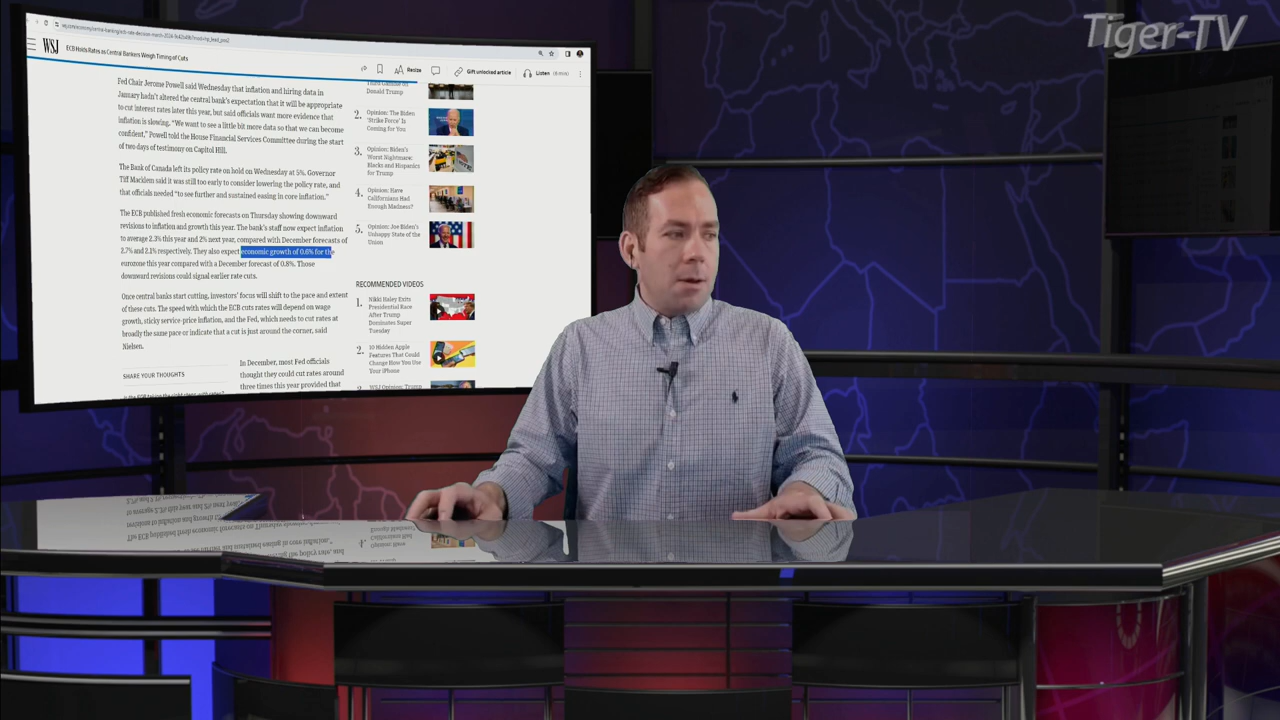 Tiger-TV
WSJ
ECB Holds Rates as Central Bankers Weigh Timing of Cuts
Resize
Gift unlocked article
Listen
Fed Chair Jerome Powell said Wednesday that inflation and hiring data in
January hadn't altered the central bank's expectation that it will be appropriate
to cut interest rates later this year, but said officials want more evidence that
inflation is slowing. "We want to see a little bit more data so that we can become
confident," Powell told the House Financial Services Committee during the start
of two days of testimony on Capitol Hill.
The Bank of Canada left its policy rate on hold on Wednesday at 5%. Governor
Tiff Macklem said it was still too early to consider lowering the policy rate, and
that officials needed "to see further and sustained easing in core inflation."
The ECB published fresh economic forecasts on Thursday showing downward
revisions to inflation and growth this year. The bank's staff now expect inflation
to average 2.3% this year and 2% next year, compared with December forecasts of
2.7% and 2.1% respectively. They also expect economic growth of 0.6% for the
eurozone this year compared with a December forecast of 0.8%. Those
downward revisions could signal earlier rate cuts.
Once central banks start cutting, investors' focus will shift to the pace and extent
of these cuts. The speed with which the ECB cuts rates will depend on wage
growth, sticky service-price inflation, and the Fed, which needs to cut rates at
broadly the same pace or indicate that a cut is just around the corner, said
Nielsen.
SHARE YOUR THOUGHTS
In December, most Fed officials
thought they could cut rates around
three times this year provided that
Donald Trump
2. Opinion: The Biden
'Strike Force' Is
Coming for You
3. Opinion: Biden's
Worst Nightmare:
Blacks and Hispanics
for Trump
4. Opinion: Have
Californians Had
Enough Madness?
5. Opinion: Joe Biden's
Unhappy State of the
Union
RECOMMENDED VIDEOS
1. Nikki Haley Exits
Presidential Race
After Trump
Dominates Super
Tuesday
2. 10 Hidden Apple
Features That Could
Change How You Use
Your iPhone
WSJ Opinion: Trump